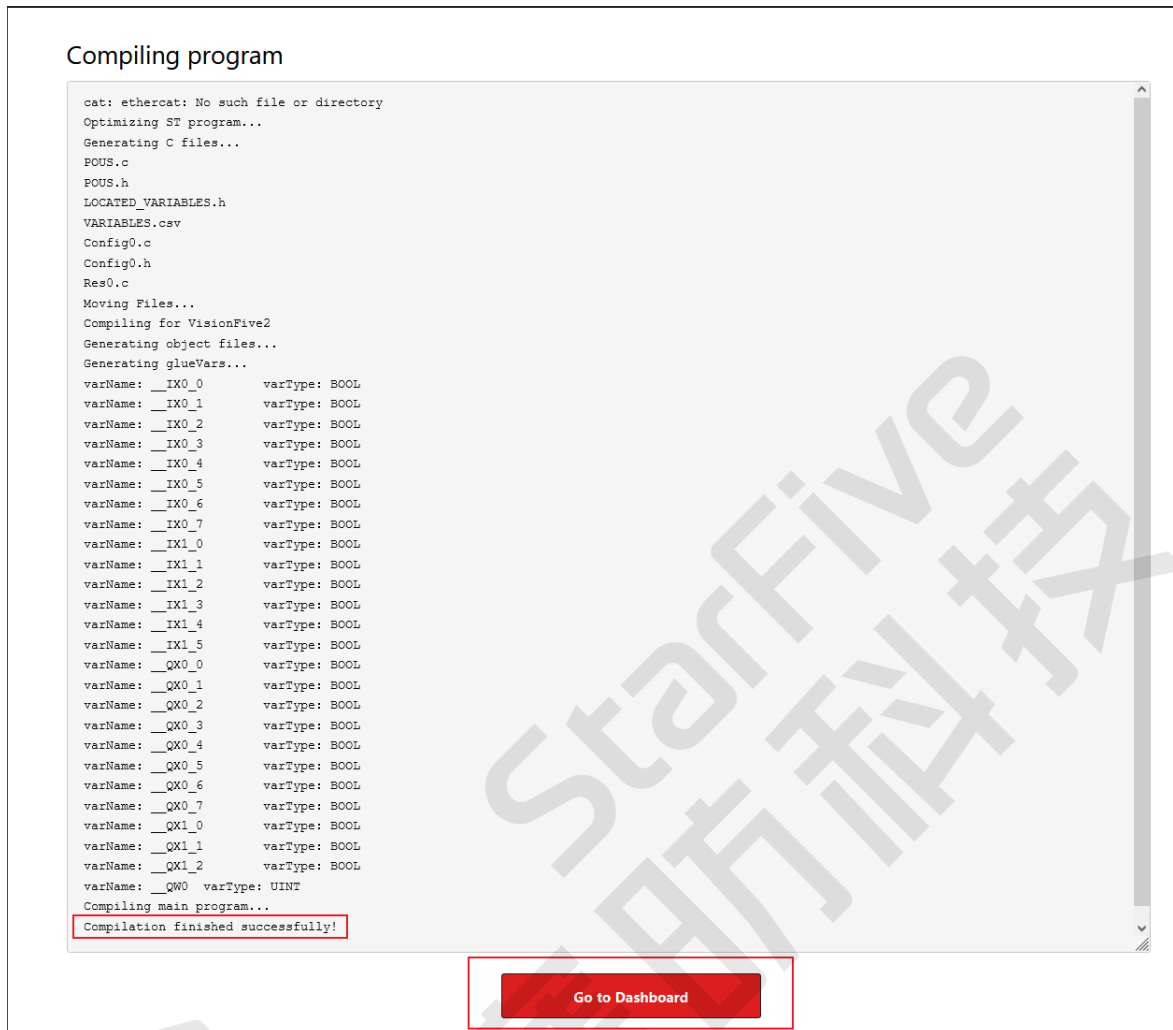 Compiling program
cat: ethercat: No such file or directory
Optimizing ST program...
Generating C files...
POUS.c
POUS.h
LOCATED_VARIABLES.h
VARIABLES.csv
Config0.c
Config0.h
Res0.c
Moving Files...
Compiling for VisionFive2
Generating object files...
Generating glueVars...
varName: __IX0_0 varType: BOOL
varName: __IX0_1 varType: BOOL
varName: __IX0_2 varType: BOOL
varName: __IX0_3 varType: BOOL
varName: __IX0_4 varType: BOOL
varName: __IX0_5 varType: BOOL
varName: __IX0_6 varType: BOOL
varName: __IX0_7 varType: BOOL
varName: __IX1_0 varType: BOOL
varName: __IX1_1 varType: BOOL
varName: __IX1_2 varType: BOOL
varName: __IX1_3 varType: BOOL
varName: __IX1_4 varType: BOOL
varName: __IX1_5 varType: BOOL
varName: __QX0_0 varType: BOOL
varName: __QX0_1 varType: BOOL
varName: __QX0_2 varType: BOOL
varName: __QX0_3 varType: BOOL
varName: __QX0_4 varType: BOOL
varName: __QX0_5 varType: BOOL
varName: __QX0_6 varType: BOOL
varName: __QX0_7 varType: BOOL
varName: __QX1_0 varType: BOOL
varName: __QX1_1 varType: BOOL
varName: __QX1_2 varType: BOOL
varName: __QW0 varType: UINT
Compiling main program...
Compilation finished successfully!
Go to Dashboard
StarFive
昉科技